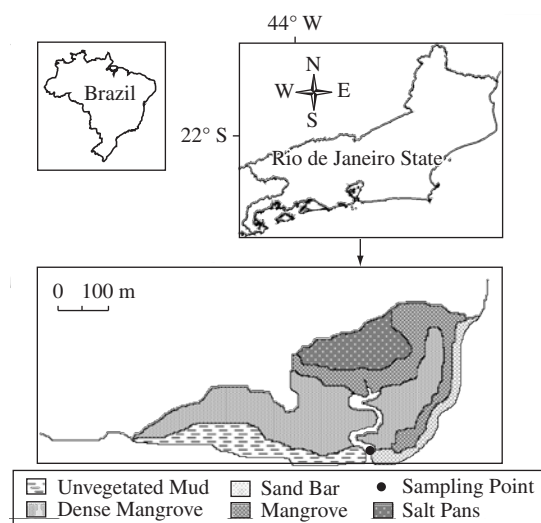 44° W
N
Brazil
W E
S
22° S
Rio de Janeiro State
0 100 m
Unvegetated Mud Sand Bar Sampling Point
Dense Mangrove Mangrove Salt Pans